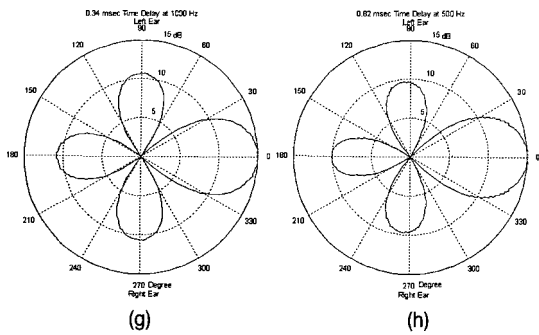 0.34 msec Time Delay at 1000 Hz
Left Ear
90
15 dB
120
60
10
150
30
5
180
0
210
330
240
300
270 Degree
Right Ear
(g)
0.62 msec Time Delay at 500 Hz
Left Ear
90
15 dB
120
60
10
150
30
5
180
0
210
330
240
300
270 Degree
Right Ear
(h)